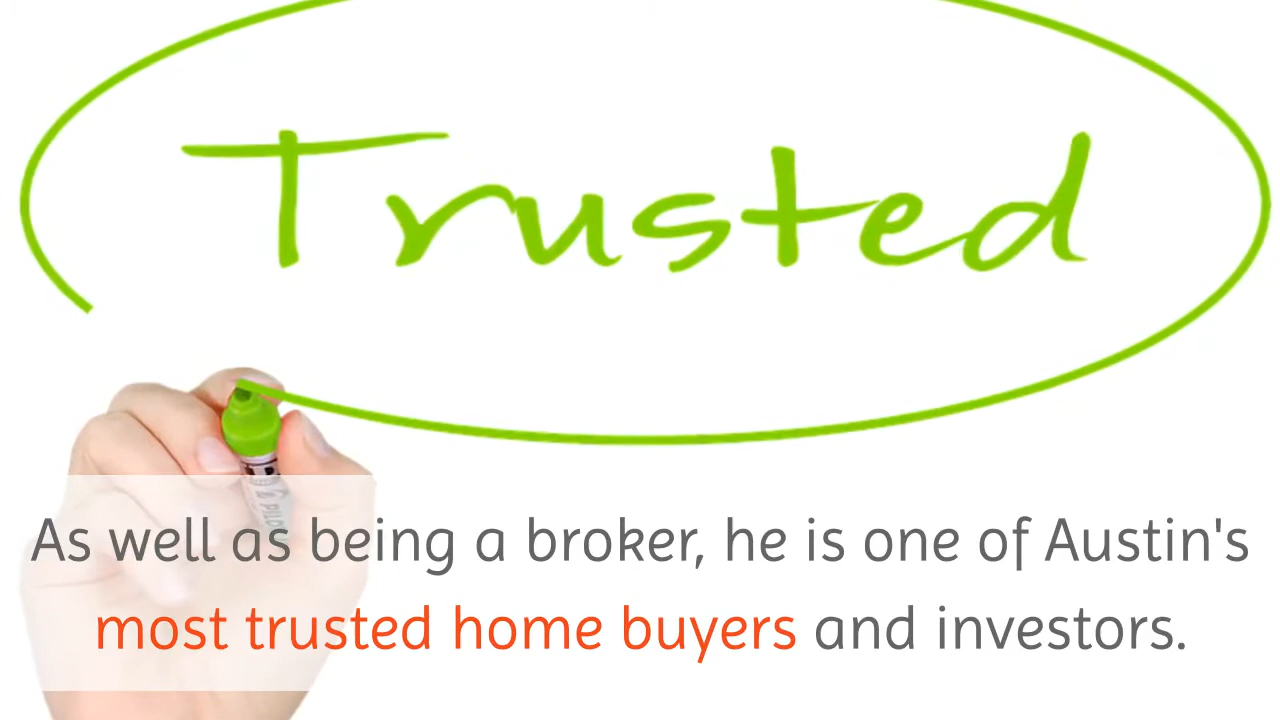 Trusted
As well as being a broker, he is one of Austin's
most trusted home buyers and investors.